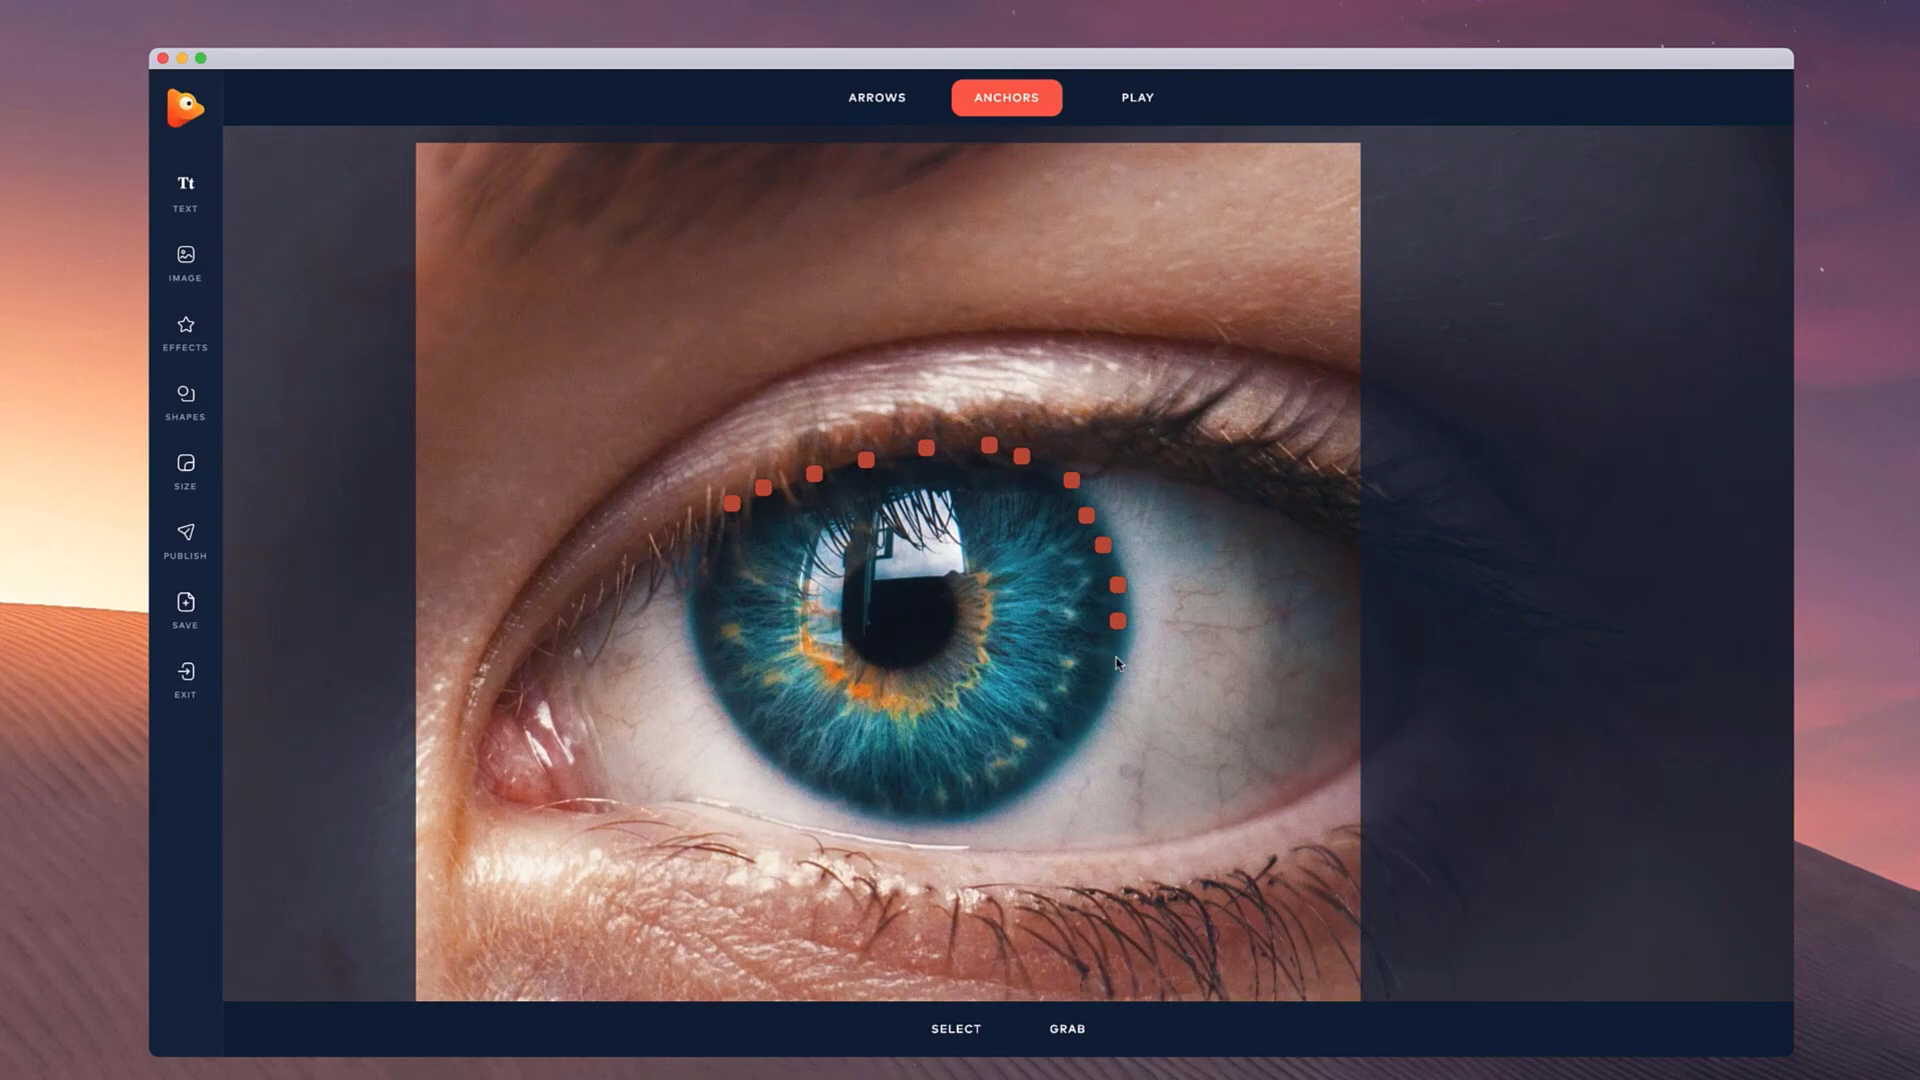 ARROWS
ANCHORS
PLAY
Tt
TEXT
IMAGE
EFFECTS
SHAPES
SIZE
PUBLISH
SAVE
EXIT
SELECT
GRAB